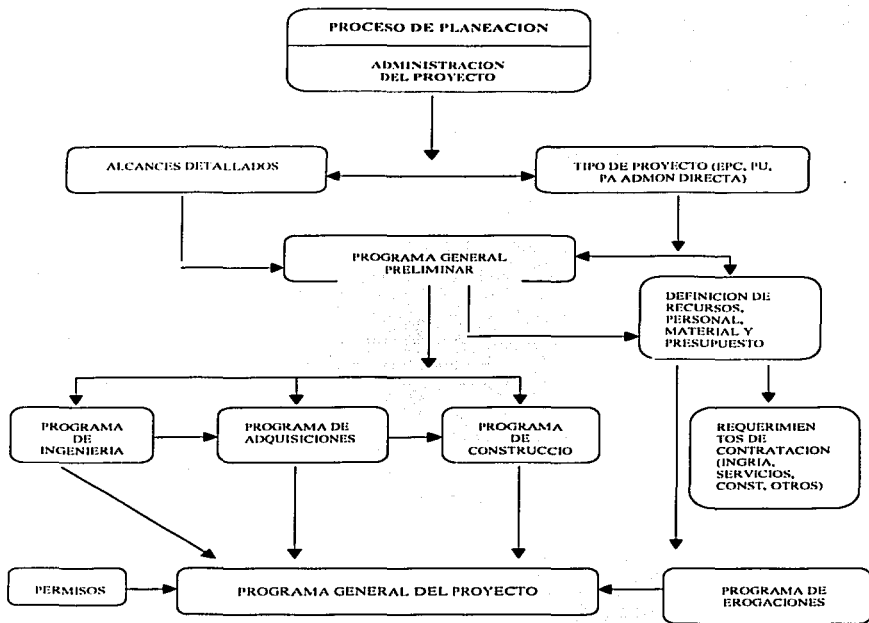 PROCESO DE PLANEACION
ADMINISTRACION
DEL PROYECTO
ALCANCES DETALLADOS
TIPO DE PROYECTO (EPC, PU,
PA ADMON DIRECTA)
PROGRAMA GENERAL
PRELIMINAR
DEFINICION DE
RECURSOS,
PERSONAL,
MATERIAL Y
PRESUPUESTO
PROGRAMA
DE
INGENIERIA
PROGRAMA DE
ADQUISICIONES
PROGRAMA
DE
CONSTRUCCIO
REQUERIMIEN
TOS DE
CONTRATACION
(INGRIA,
SERVICIOS,
CONST, OTROS)
PERMISOS
PROGRAMA GENERAL DEL PROYECTO
PROGRAMA DE
EROGACIONES